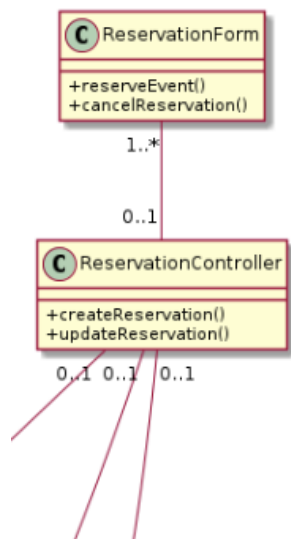 C ReservationForm
+reserveEvent()
+cancelReservation()
1..*
0..1
C ReservationController
+createReservation()
+updateReservation()
0..1 0..1 0..1